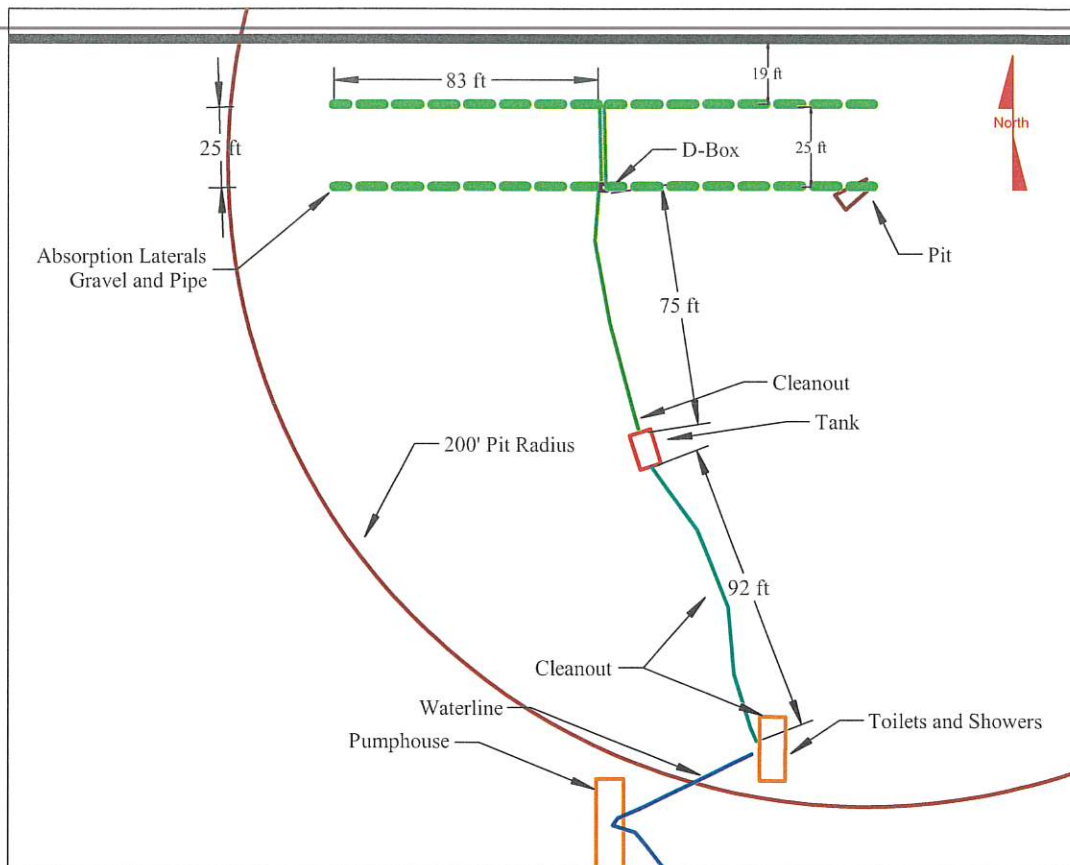 83 ft
19 ft
North
25 ft
25 ft
D-Box
Absorption Laterals
Gravel and Pipe
Pit
75 ft
Cleanout
Tank
200' Pit Radius
92 ft
Cleanout
Waterline
Toilets and Showers
Pumphouse